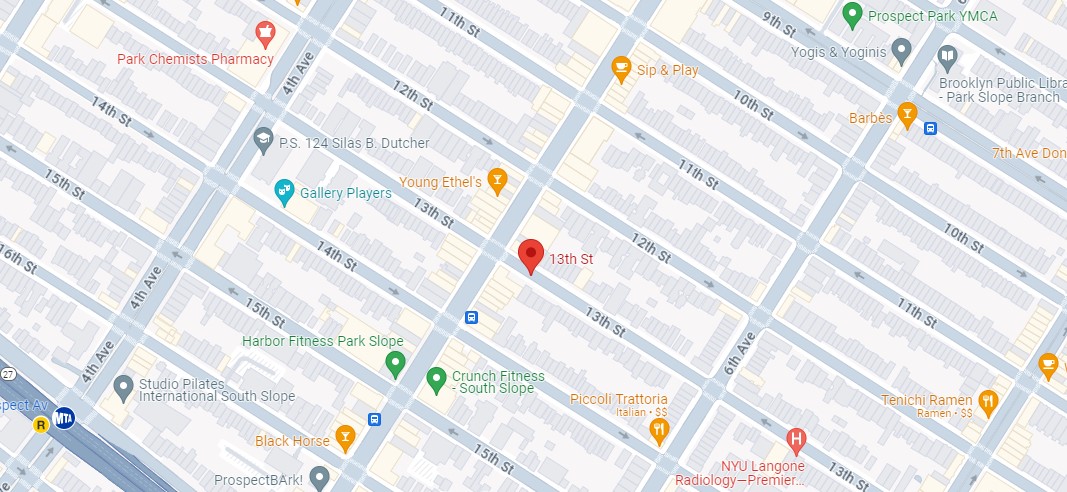 11th St
9th St
Prospect Park YMCA
Park Chemists Pharmacy
4th Ave
Yogis & Yoginis
Sip & Play
Brooklyn Public Libra
- Park Slope Branch
14th St
12th St
10th St
Barbès
P.S. 124 Silas B. Dutcher
7th Ave Don
15th St
Young Ethel's
11th St
Gallery Players
13th St
10th St
16th St
14th St
12th St
13th St
4th Ave
15th St
13th St
11th St
Harbor Fitness Park Slope
6th Ave
4th Ave
27
Crunch Fitness
- South Slope
Studio Pilates
International South Slope
Piccoli Trattoria
Italian • $$
Tenichi Ramen
Ramen • $$
spect Av
MTA
R
Black Horse
H
15th St
NYU Langone
Radiology—Premier...
13th St
ProspectBArk!